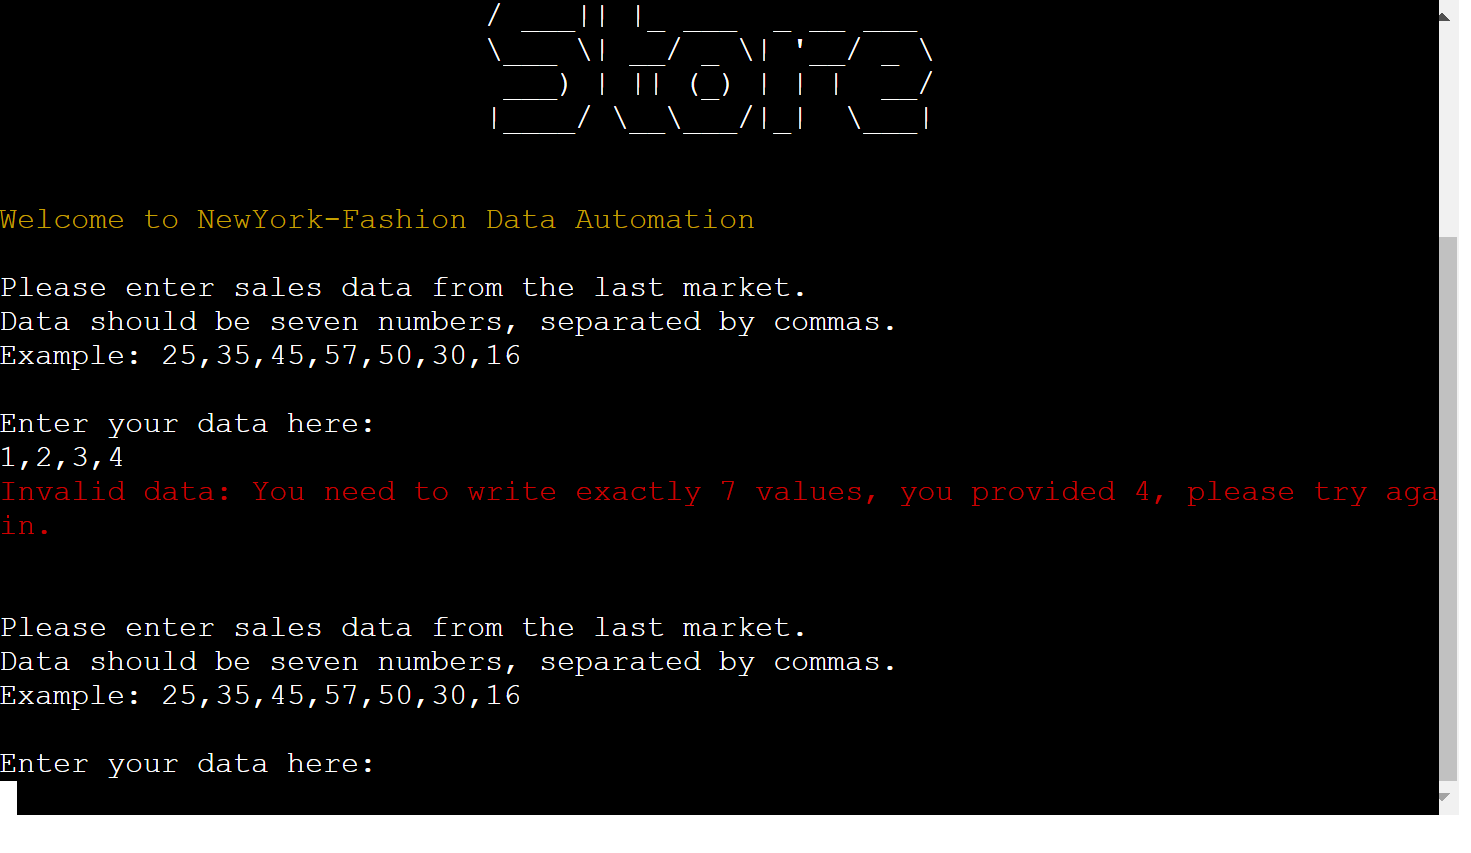 Store
Welcome to NewYork-Fashion Data Automation
Please enter sales data from the last market.
Data should be seven numbers, separated by commas.
Example: 25,35,45,57,50,30,16
Enter your data here:
1,2,3,4
Invalid data: You need to write exactly 7 values, you provided 4, please try aga
in.
Please enter sales data from the last market.
Data should be seven numbers, separated by commas.
Example: 25,35,45,57,50,30,16
Enter your data here: